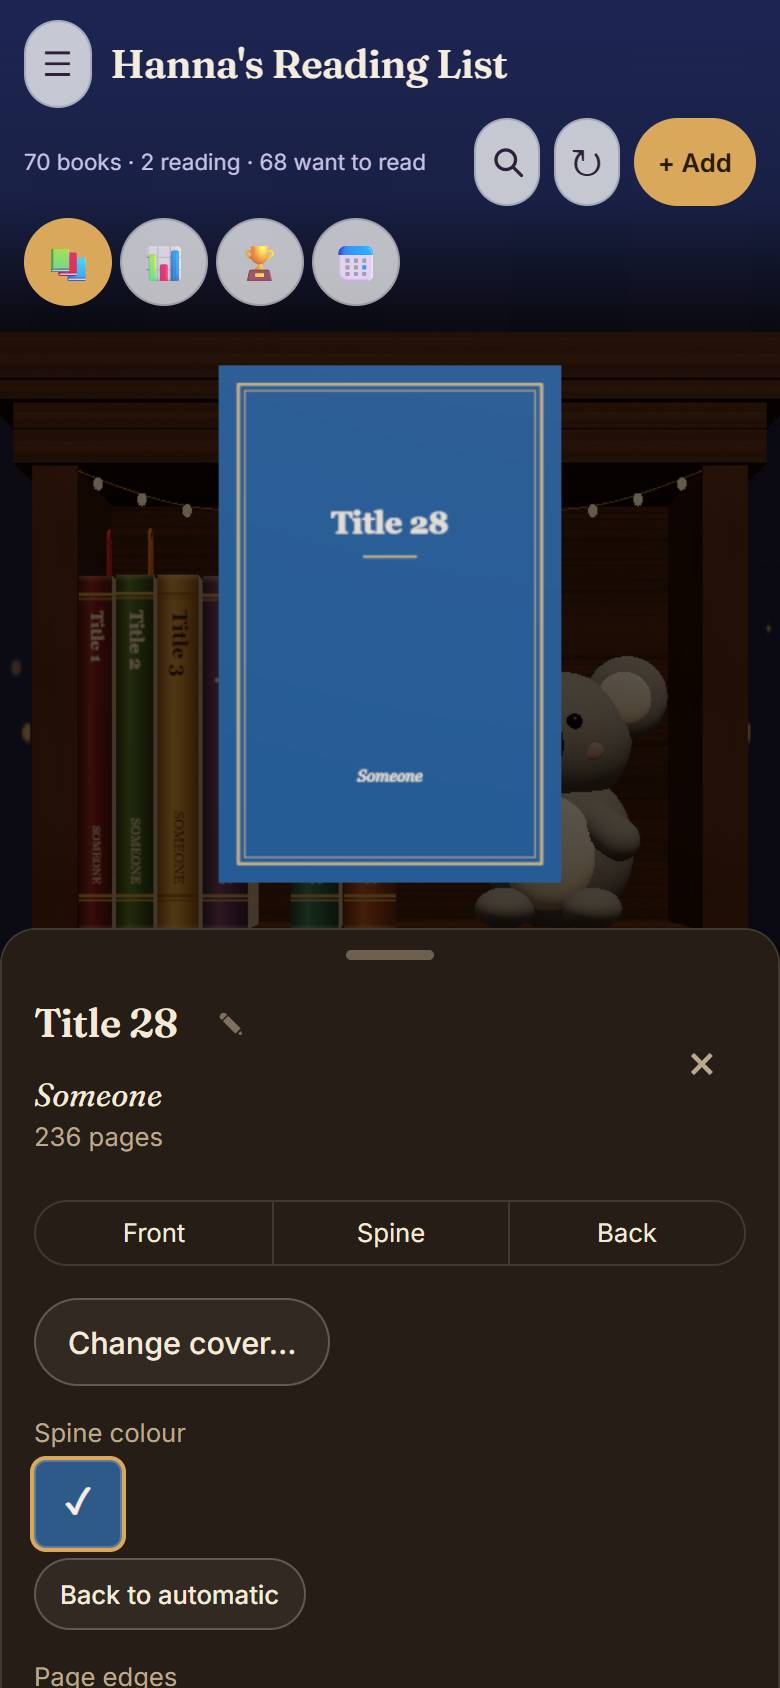 ☰ Hanna's Reading List
70 books · 2 reading · 68 want to read
↻
+ Add
Title 28
Someone
Title 1
SOMEONE
Title 2
SOMEONE
Title 3
SOMEONE
Title 28
Someone
236 pages
Front
Spine
Back
Change cover...
Spine colour
✓
Back to automatic
Page edges